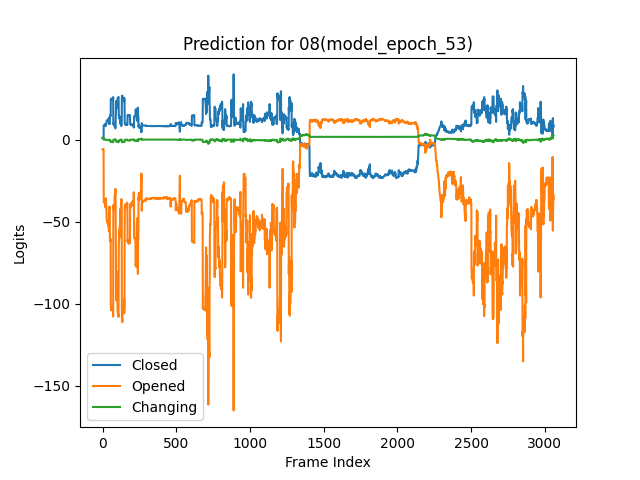 Prediction for 08(model_epoch_53)
Logits
0
−50
−100
−150
Closed
Opened
Changing
0
500
1000
1500
2000
2500
3000
Frame Index